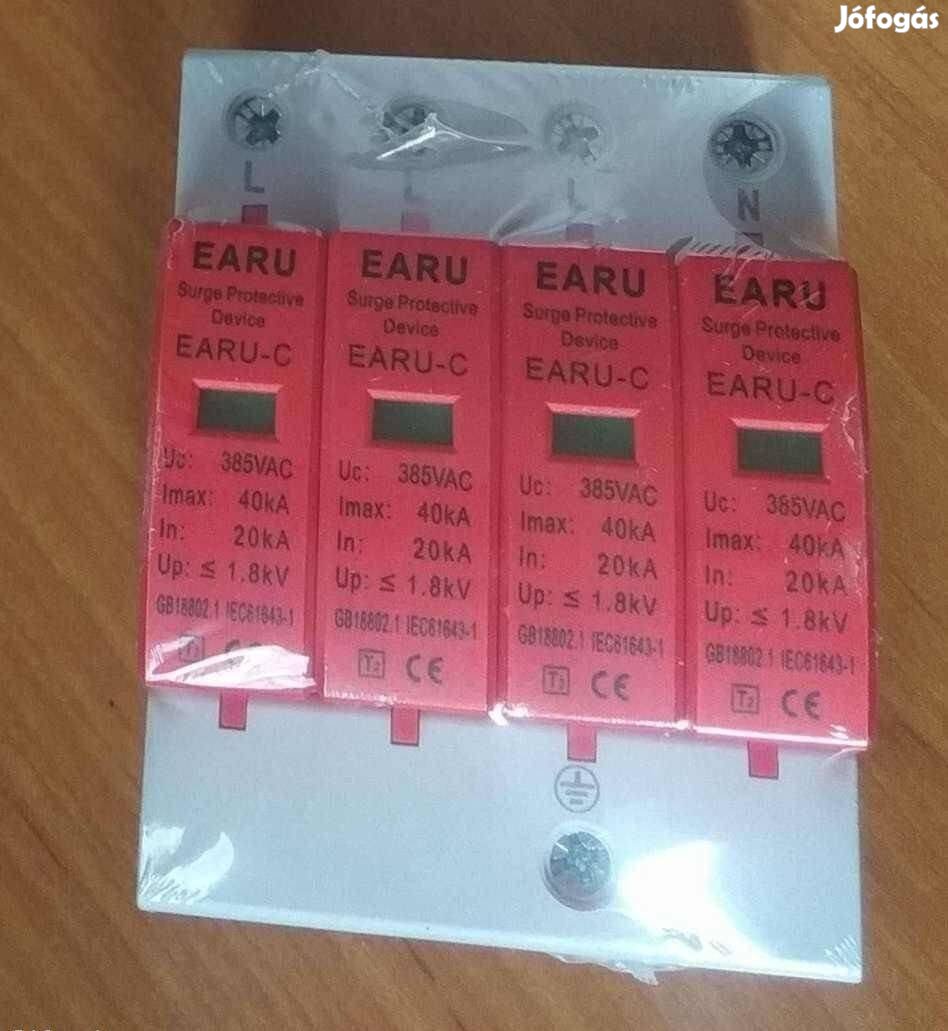 Jófogás
L
L
L
N
EARU
Surge Protective
Device
EARU-C
Uc: 385VAC
Imax: 40kA
In: 20kA
Up: ≤ 1.8kV
GB18802.1 IEC61643-1
EARU
Surge Protective
Device
EARU-C
Uc: 385VAC
Imax: 40kA
In: 20kA
Up: ≤ 1.8kV
GB18802.1 IEC61643-1
T2 CE
EARU
Surge Protective
Device
EARU-C
Uc: 385VAC
Imax: 40kA
In: 20kA
Up: ≤ 1.8kV
GB18802.1 IEC61643-1
T2 CE
EARU
Surge Protective
Device
EARU-C
Uc: 385VAC
Imax: 40kA
In: 20kA
Up: ≤ 1.8kV
GB18802.1 IEC61643-1
T2 CE